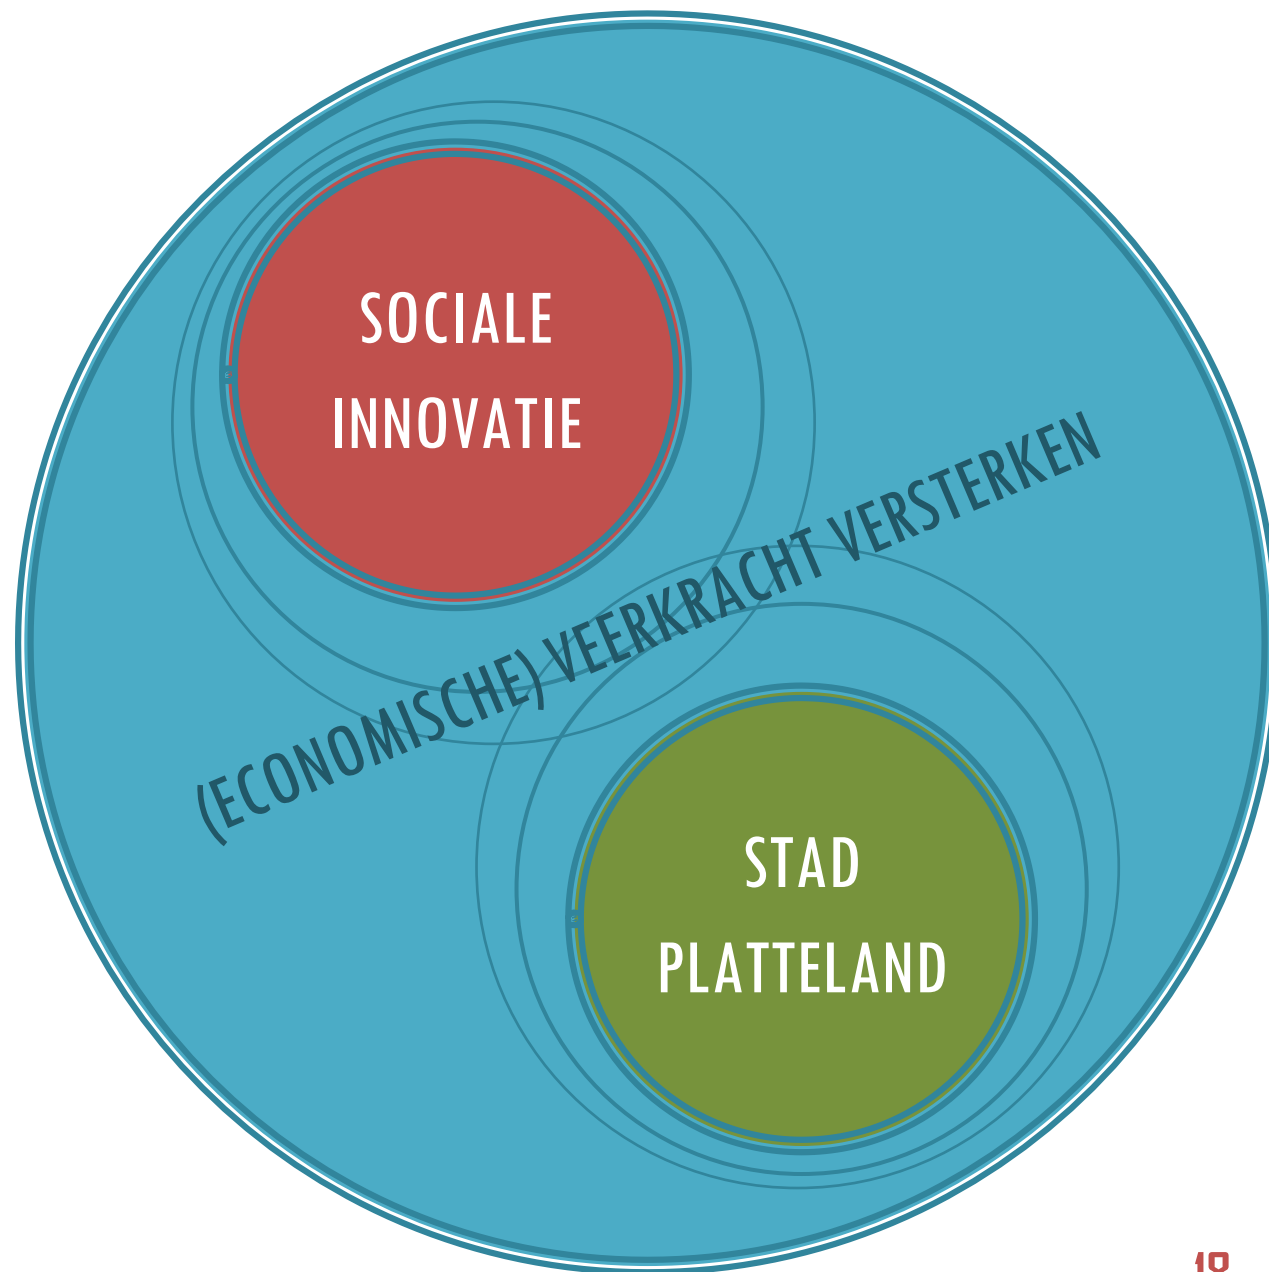 SOCIALE
INNOVATIE
(ECONOMISCHE) VEERKRACHT VERSTERKEN
STAD
PLATTELAND